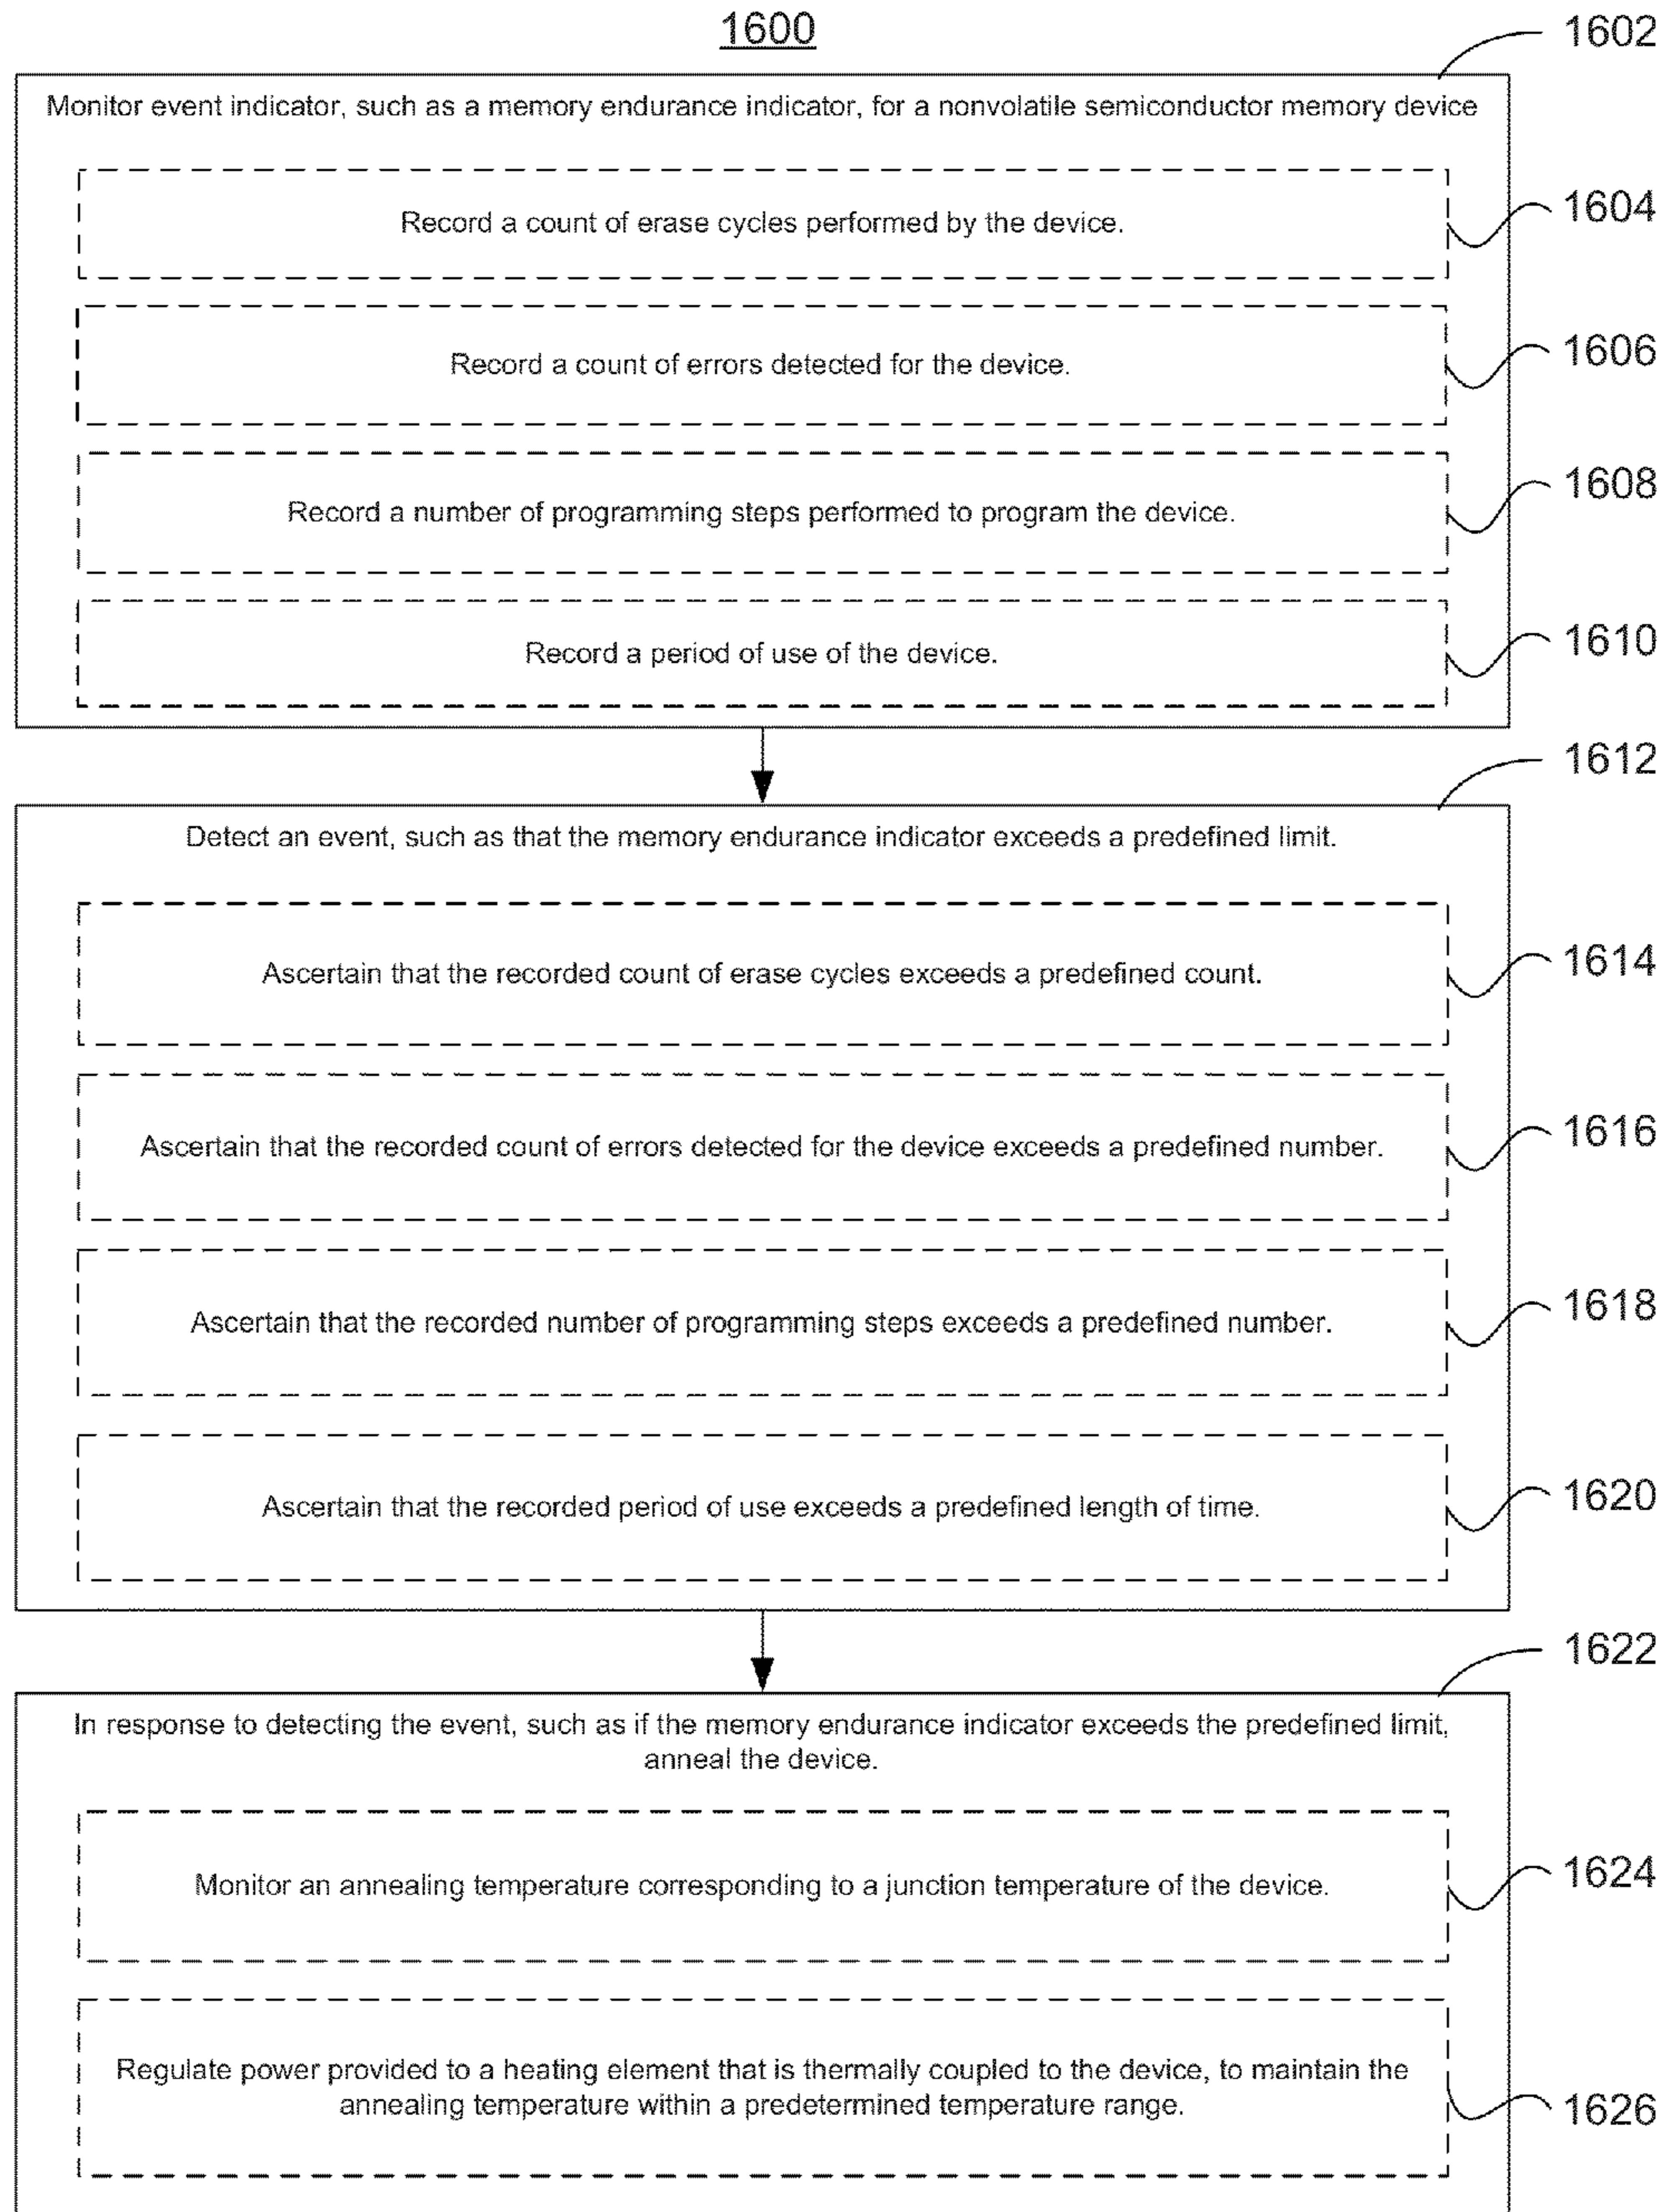 1600
1602
Monitor event indicator, such as a memory endurance indicator, for a nonvolatile semiconductor memory device
Record a count of erase cycles performed by the device.
1604
Record a count of errors detected for the device.
1606
Record a number of programming steps performed to program the device.
1608
Record a period of use of the device.
1610
1612
Detect an event, such as that the memory endurance indicator exceeds a predefined limit.
Ascertain that the recorded count of erase cycles exceeds a predefined count.
1614
Ascertain that the recorded count of errors detected for the device exceeds a predefined number.
1616
Ascertain that the recorded number of programming steps exceeds a predefined number.
1618
Ascertain that the recorded period of use exceeds a predefined length of time.
1620
1622
In response to detecting the event, such as if the memory endurance indicator exceeds the predefined limit,
anneal the device.
Monitor an annealing temperature corresponding to a junction temperature of the device.
1624
Regulate power provided to a heating element that is thermally coupled to the device, to maintain the
annealing temperature within a predetermined temperature range.
1626